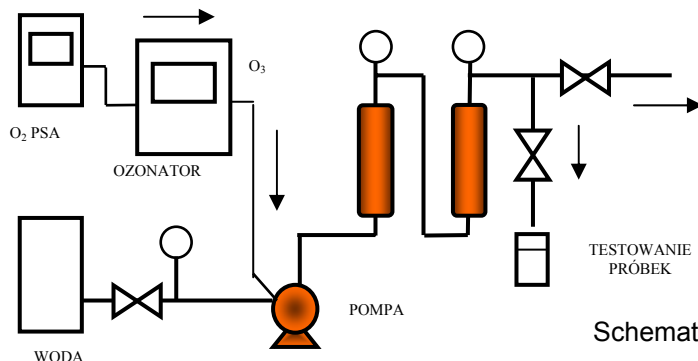 O3
O2 PSA
OZONATOR
TESTOWANIE
PRÓBEK
POMPA
Schemat
WODA